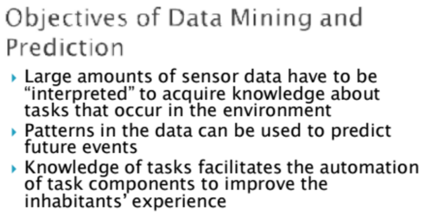 Objectives of Data Mining and
Prediction
Large amounts of sensor data have to be
"interpreted" to acquire knowledge about
tasks that occur in the environment
Patterns in the data can be used to predict
future events
Knowledge of tasks facilitates the automation
of task components to improve the
inhabitants' experience